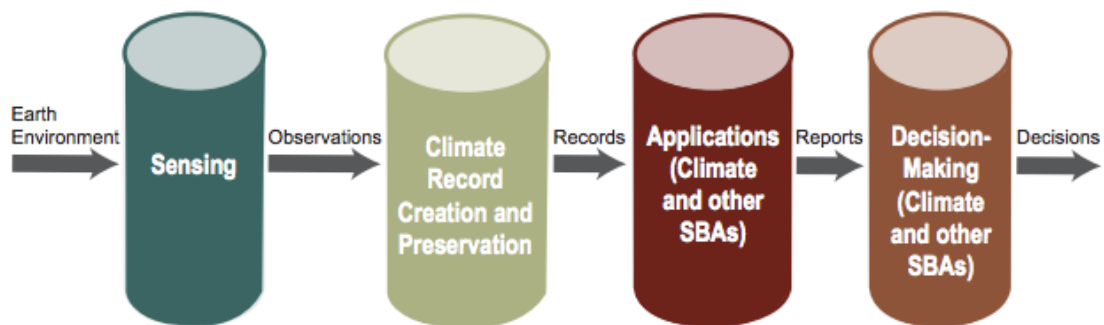 Earth
Environment
Sensing
Observations
Climate
Record
Creation and
Preservation
Records
Applications
(Climate
and other
SBAs)
Reports
Decision-
Making
(Climate
and other
SBAs)
Decisions